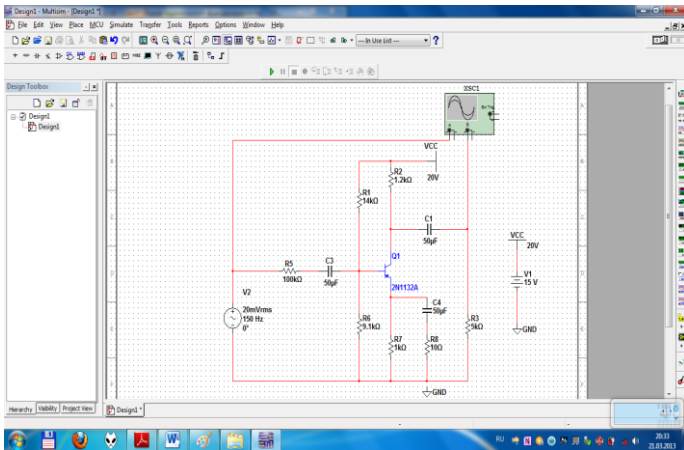 Design1 - Multisim - [Design1 *]
File Edit View Place MCU Simulate Transfer Tools Reports Options Window Help
--- In Use List ---
Design Toolbox
Design1
Design1
XSC1
VCC
20V
R2
1.2kΩ
R1
14kΩ
C1
50µF
VCC
20V
Q1
2N1132A
R5
100kΩ
C3
50µF
V1
15 V
V2
20mVrms
150 Hz
0°
C4
50µF
R6
9.1kΩ
R7
1kΩ
R8
10Ω
R3
5kΩ
GND
GND
Hierarchy Visibility Project View
Design1 *
RU
20:33
21.03.2013